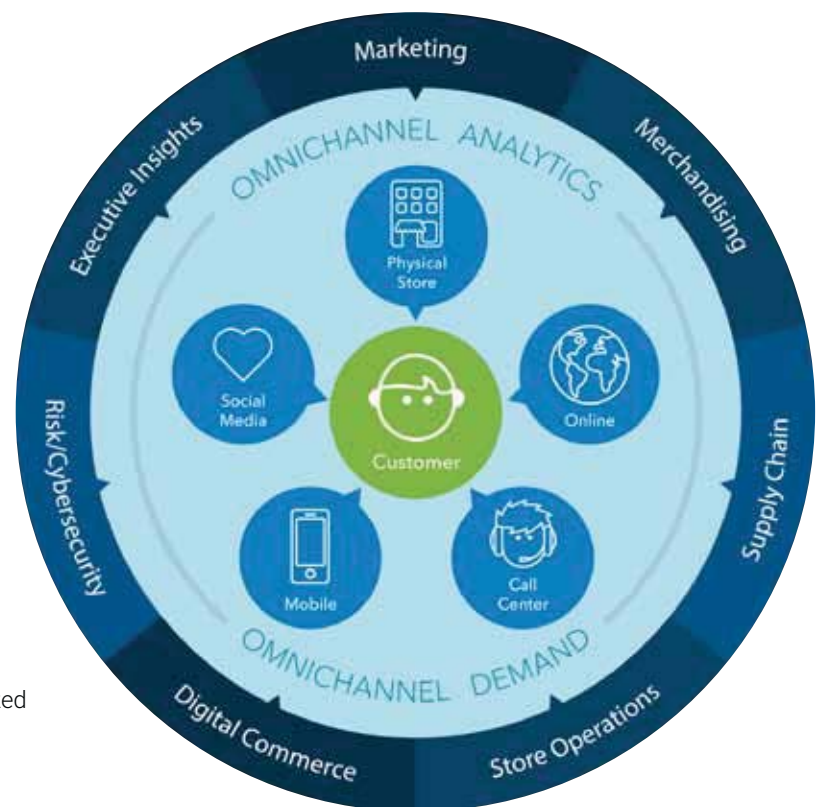 Marketing
Merchandising
Supply Chain
Store Operations
Digital Commerce
Risk/Cybersecurity
Executive Insights
OMNICHANNEL ANALYTICS
Physical
Store
Online
Call
Center
Mobile
Social
Media
Customer
OMNICHANNEL DEMAND